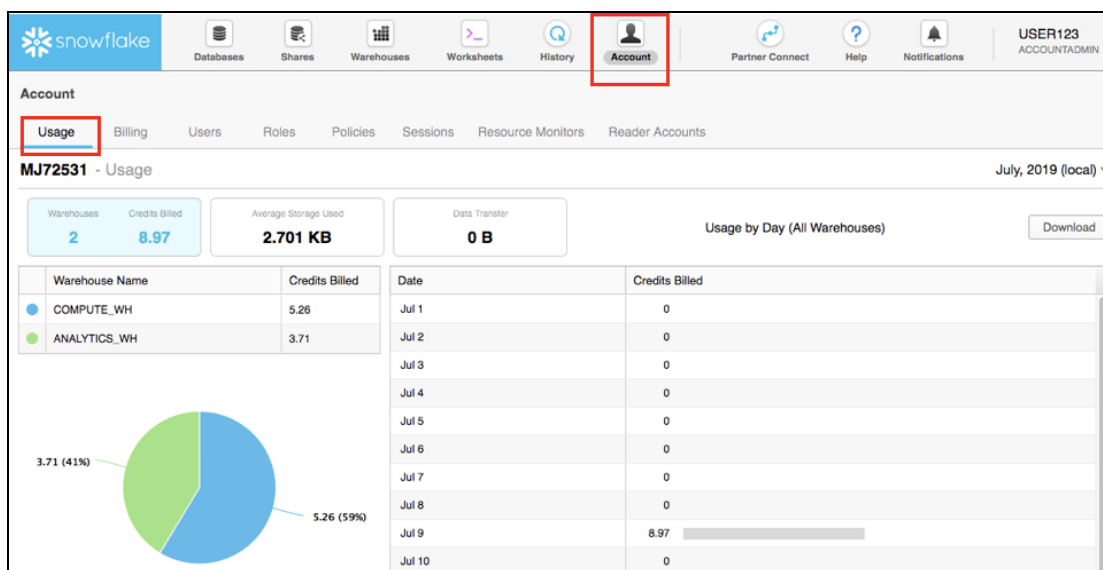 snowflake
Databases Shares Warehouses Worksheets History Account Partner Connect Help Notifications
USER123
ACCOUNTADMIN
Account
Usage Billing Users Roles Policies Sessions Resource Monitors Reader Accounts
MJ72531 - Usage July, 2019 (local)
Warehouses Credits Billed Average Storage Used Data Transfer
2 8.97 2.701 KB 0 B
Usage by Day (All Warehouses) Download
Warehouse Name Credits Billed
COMPUTE_WH 5.26
ANALYTICS_WH 3.71
3.71 (41%)
5.26 (59%)
Date Credits Billed
Jul 1 0
Jul 2 0
Jul 3 0
Jul 4 0
Jul 5 0
Jul 6 0
Jul 7 0
Jul 8 0
Jul 9 8.97
Jul 10 0